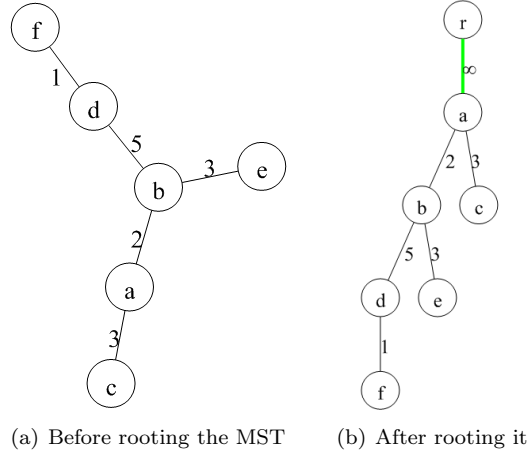 f
1
d
5
b
3
e
2
a
3
c
(a) Before rooting the MST
r
∞
a
2
3
b
c
5
3
d
e
1
f
(b) After rooting it